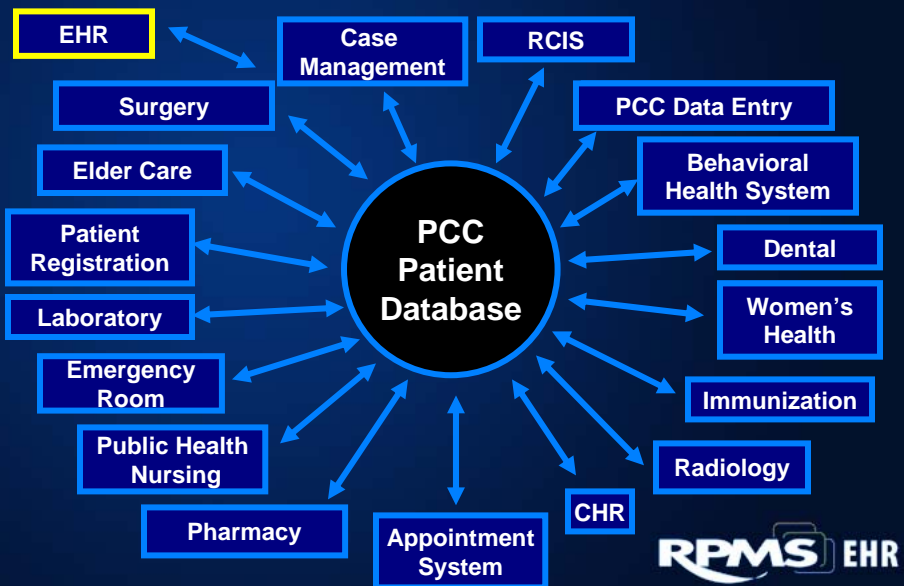 EHR
Case
Management
RCIS
Surgery
PCC Data Entry
Elder Care
Behavioral
Health System
Patient
Registration
PCC
Patient
Database
Dental
Laboratory
Women's
Health
Emergency
Room
Immunization
Public Health
Nursing
Radiology
Pharmacy
Appointment
System
CHR
RPMS EHR